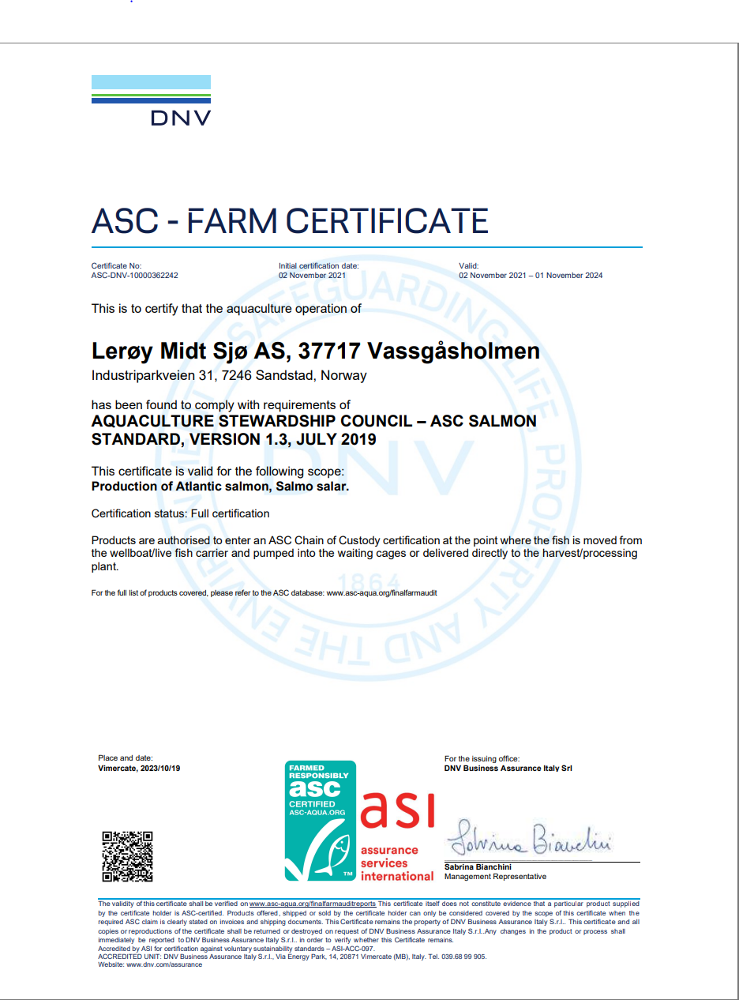 DNV
ASC - FARM CERTIFICATE
Certificate No:
ASC-DNV-10000362242
Initial certification date:
02 November 2021
Valid:
02 November 2021 – 01 November 2024
This is to certify that the aquaculture operation of
Lerøy Midt Sjø AS, 37717 Vassgåsholmen
Industriparkveien 31, 7246 Sandstad, Norway
has been found to comply with requirements of
AQUACULTURE STEWARDSHIP COUNCIL – ASC SALMON
STANDARD, VERSION 1.3, JULY 2019
This certificate is valid for the following scope:
Production of Atlantic salmon, Salmo salar.
Certification status: Full certification
Products are authorised to enter an ASC Chain of Custody certification at the point where the fish is moved from
the wellboat/live fish carrier and pumped into the waiting cages or delivered directly to the harvest/processing
plant.
For the full list of products covered, please refer to the ASC database: www.asc-aqua.org/finalfarmaudit
SAFEGUARDING LIFE, PROPERTY AND THE ENVIRONMENT
DNV
1864
Place and date:
Vimercate, 2023/10/19
FARMED
RESPONSIBLY
asc
CERTIFIED
ASC-AQUA.ORG
TM
asi
assurance
services
international
For the issuing office:
DNV Business Assurance Italy Srl
Sabrina Bianchini
Sabrina Bianchini
Management Representative
The validity of this certificate shall be verified on www.asc-aqua.org/finalfarmauditreports This certificate itself does not constitute evidence that a particular product supplied
by the certificate holder is ASC-certified. Products offered, shipped or sold by the certificate holder can only be considered covered by the scope of this certificate when the
required ASC claim is clearly stated on invoices and shipping documents. This Certificate remains the property of DNV Business Assurance Italy S.r.l.. This certificate and all
copies or reproductions of the certificate shall be returned or destroyed on request of DNV Business Assurance Italy S.r.l..Any changes in the product or process shall
immediately be reported to DNV Business Assurance Italy S.r.l.. in order to verify whether this Certificate remains.
Accredited by ASI for certification against voluntary sustainability standards – ASI-ACC-097.
ACCREDITED UNIT: DNV Business Assurance Italy S.r.l., Via Energy Park, 14, 20871 Vimercate (MB), Italy. Tel. 039.68 99 905.
Website: www.dnv.com/assurance